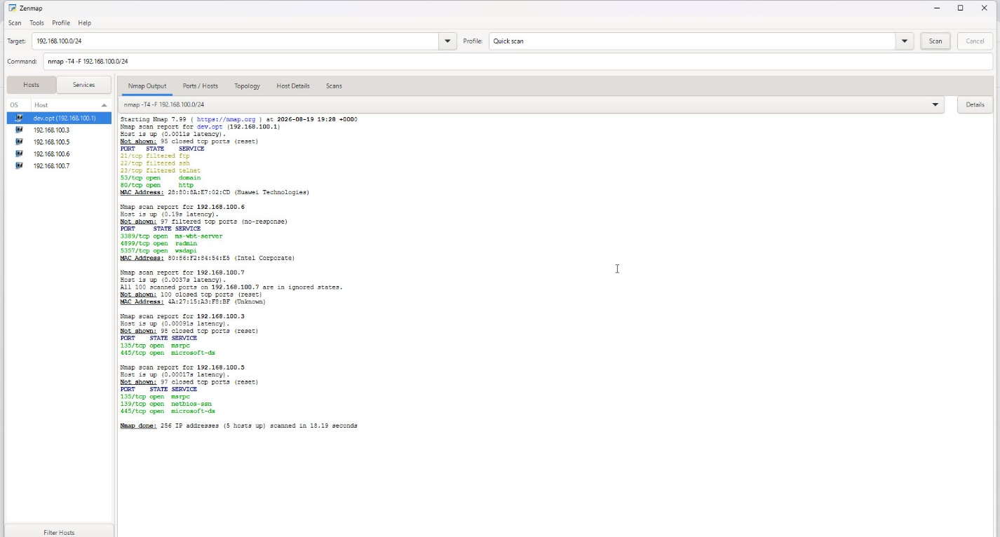 Zenmap
Scan Tools Profile Help
Target: 192.168.100.0/24 Profile: Quick scan Scan Cancel
Command: nmap -T4 -F 192.168.100.0/24
Hosts Services
OS Host
dev.opt (192.168.100.1)
192.168.100.3
192.168.100.5
192.168.100.6
192.168.100.7
Filter Hosts
Nmap Output Ports / Hosts Topology Host Details Scans
nmap -T4 -F 192.168.100.0/24 Details
Starting Nmap 7.99 ( https://nmap.org ) at 2026-08-19 19:28 +0000
Nmap scan report for dev.opt (192.168.100.1)
Host is up (0.0011s latency).
Not shown: 95 closed tcp ports (reset)
PORT STATE SERVICE
21/tcp filtered ftp
22/tcp filtered ssh
23/tcp filtered telnet
53/tcp open domain
80/tcp open http
MAC Address: 28:80:8A:E7:02:CD (Huawei Technologies)
Nmap scan report for 192.168.100.6
Host is up (0.19s latency).
Not shown: 97 filtered tcp ports (no-response)
PORT STATE SERVICE
3389/tcp open ms-wbt-server
4899/tcp open radmin
5357/tcp open wsdapi
MAC Address: 80:86:F2:84:54:E5 (Intel Corporate)
Nmap scan report for 192.168.100.7
Host is up (0.0037s latency).
All 100 scanned ports on 192.168.100.7 are in ignored states.
Not shown: 100 closed tcp ports (reset)
MAC Address: 4A:27:15:A3:F8:BF (Unknown)
Nmap scan report for 192.168.100.3
Host is up (0.00091s latency).
Not shown: 98 closed tcp ports (reset)
PORT STATE SERVICE
135/tcp open msrpc
445/tcp open microsoft-ds
Nmap scan report for 192.168.100.5
Host is up (0.00017s latency).
Not shown: 97 closed tcp ports (reset)
PORT STATE SERVICE
135/tcp open msrpc
139/tcp open netbios-ssn
445/tcp open microsoft-ds
Nmap done: 256 IP addresses (5 hosts up) scanned in 18.19 seconds